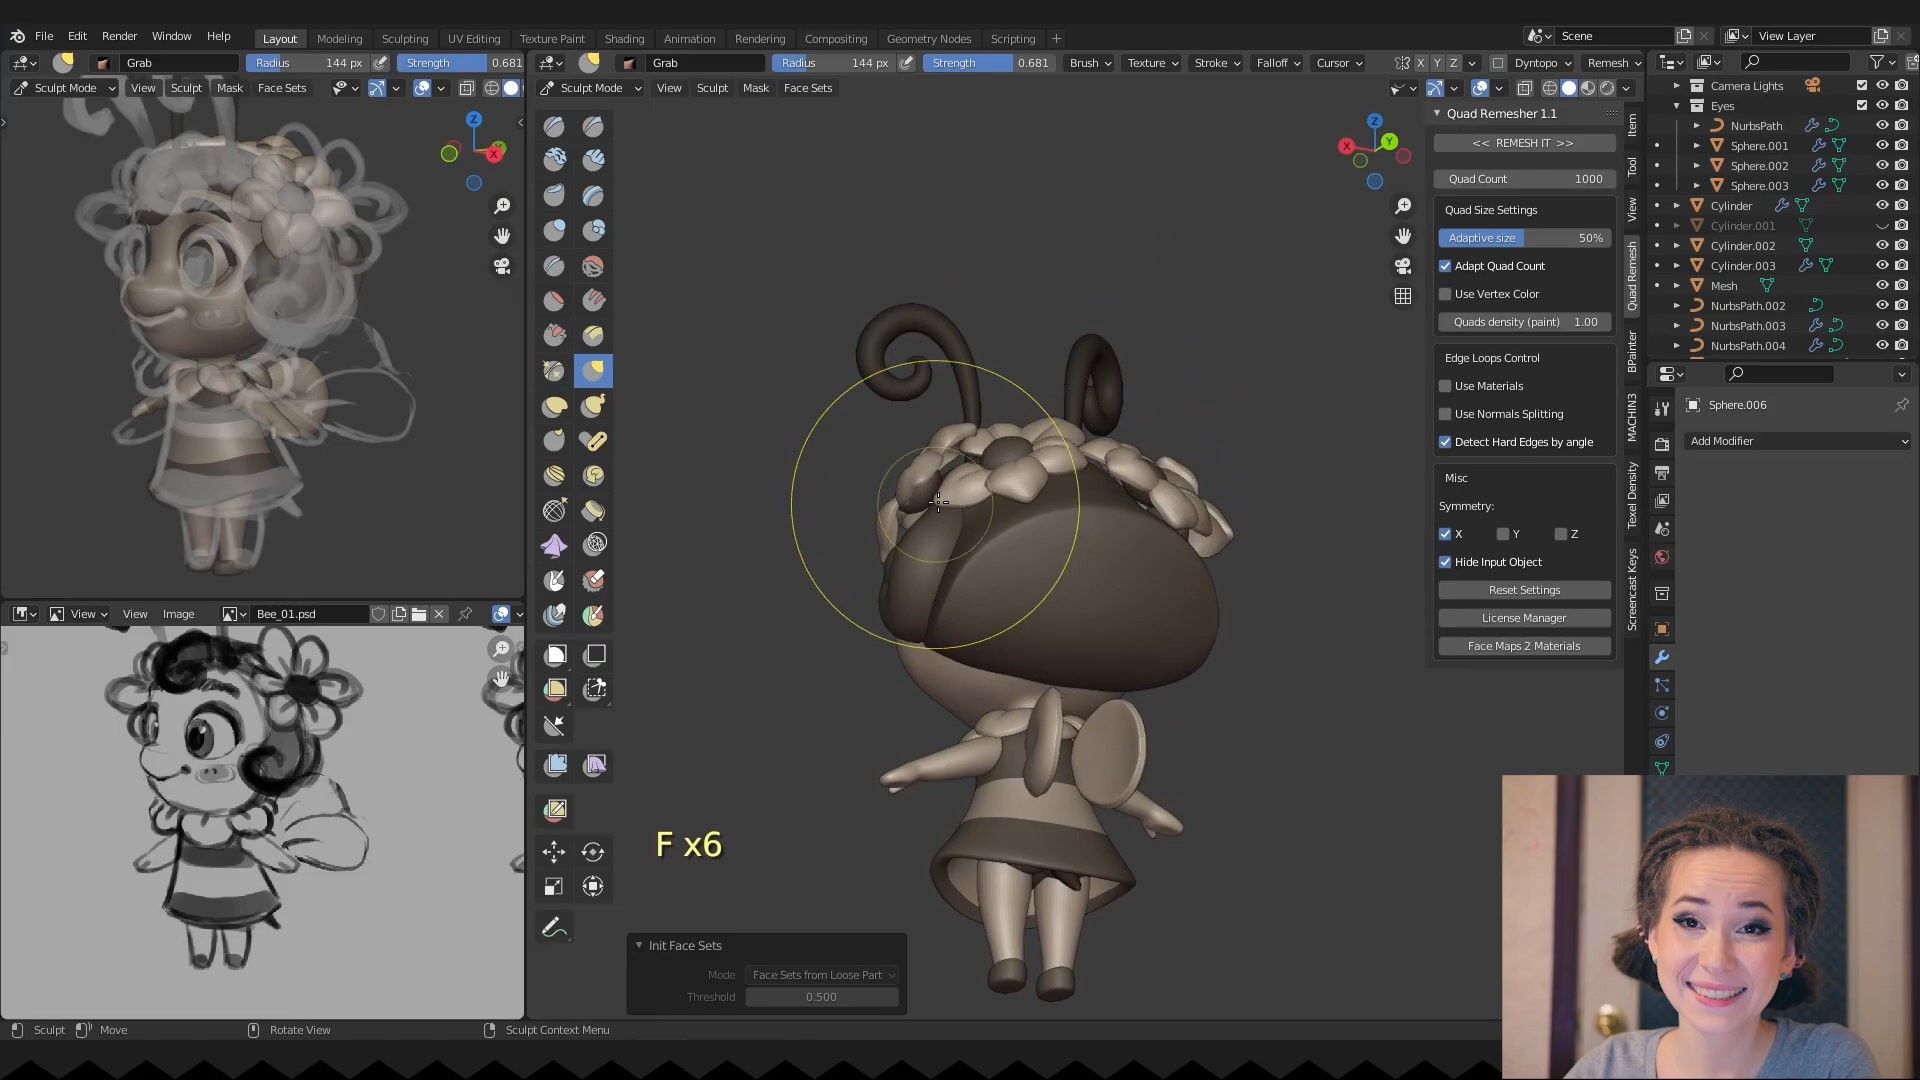 File Edit Render Window Help
Layout Modeling Sculpting UV Editing Texture Paint Shading Animation Rendering Compositing Geometry Nodes Scripting +
Scene
View Layer
Grab Radius 144 px Strength 0.681
Grab Radius 144 px Strength 0.681 Brush Texture Stroke Falloff Cursor X Y Z Dyntopo Remesh
Sculpt Mode View Sculpt Mask Face Sets
Sculpt Mode View Sculpt Mask Face Sets
Z
X
Z
X
Y
Quad Remesher 1.1
<< REMESH IT >>
Quad Count 1000
Quad Size Settings
Adaptive size 50%
Adapt Quad Count
Use Vertex Color
Quads density (paint) 1.00
Edge Loops Control
Use Materials
Use Normals Splitting
Detect Hard Edges by angle
Misc
Symmetry:
X Y Z
Hide Input Object
Reset Settings
License Manager
Face Maps 2 Materials
Item
Tool
View
Quad Remesh
BPainter
MACHIN3
Texel Density
Screencast Keys
Camera Lights
Eyes
NurbsPath
Sphere.001
Sphere.002
Sphere.003
Cylinder
Cylinder.001
Cylinder.002
Cylinder.003
Mesh
NurbsPath.002
NurbsPath.003
NurbsPath.004
Sphere.006
Add Modifier
View View Image Bee_01.psd
F x6
Init Face Sets
Mode Face Sets from Loose Part
Threshold 0.500
Sculpt Move Rotate View Sculpt Context Menu